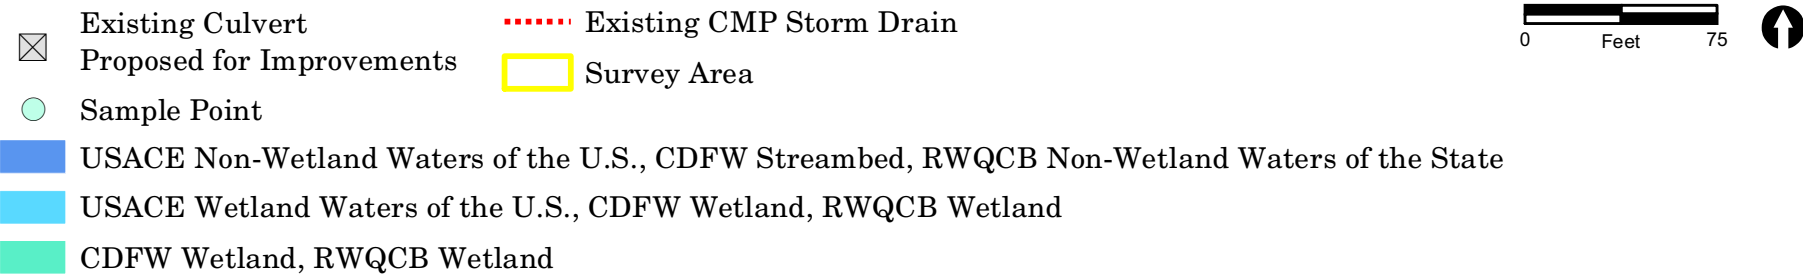 Existing Culvert
Proposed for Improvements
Sample Point
Existing CMP Storm Drain
Survey Area
USACE Non-Wetland Waters of the U.S., CDFW Streambed, RWQCB Non-Wetland Waters of the State
USACE Wetland Waters of the U.S., CDFW Wetland, RWQCB Wetland
CDFW Wetland, RWQCB Wetland
0 Feet 75